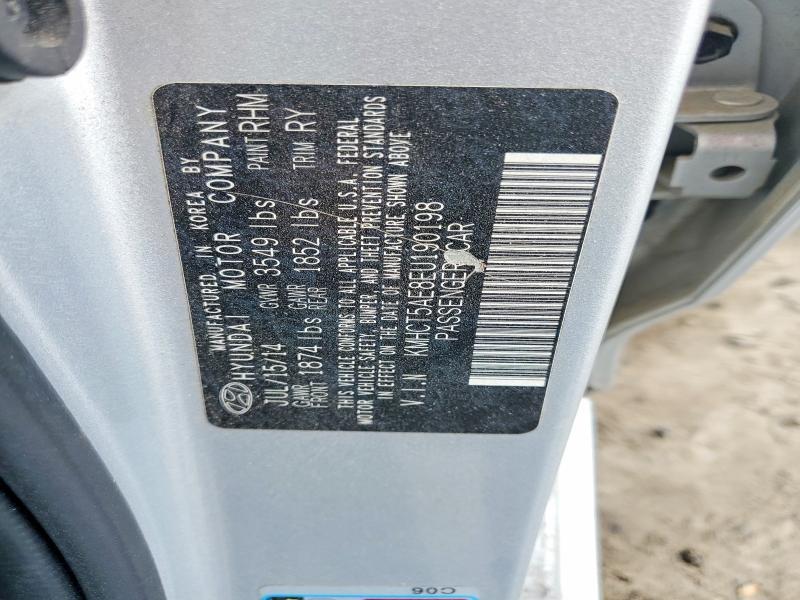 MANUFACTURED IN KOREA BY
HYUNDAI MOTOR COMPANY
JUL/15/14 GVWR 3549 lbs PAINT RHM
GAWR FRONT 1874 lbs GAWR REAR 1852 lbs TRIM RY
THIS VEHICLE CONFORMS TO ALL APPLICABLE U.S.A. FEDERAL
MOTOR VEHICLE SAFETY, BUMPER, AND THEFT PREVENTION STANDARDS
IN EFFECT ON THE DATE OF MANUFACTURE SHOWN ABOVE
V.I.N KMHCT5AE8EU190198
PASSENGER CAR
C06